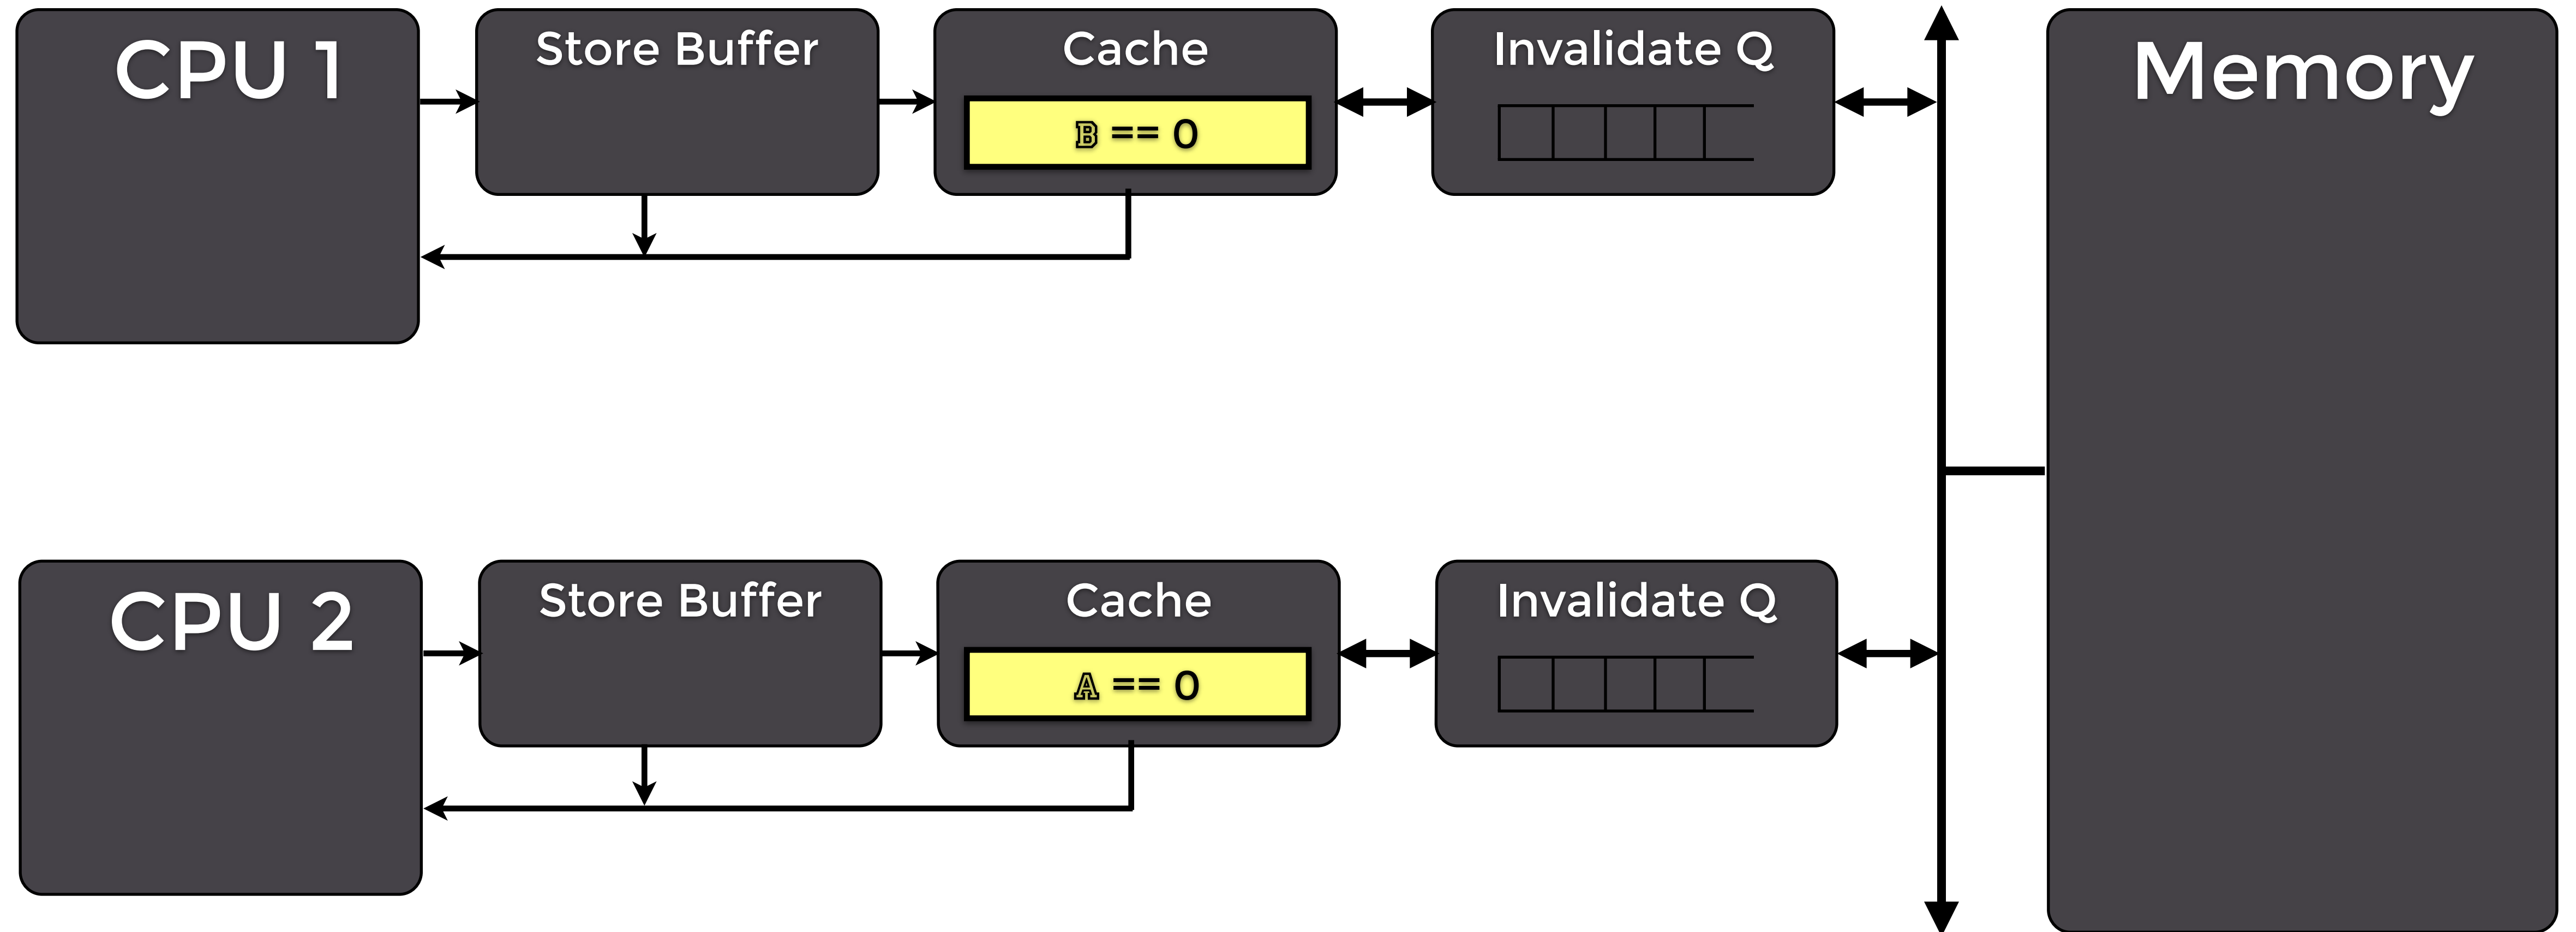 CPU 1
Store Buffer
Cache
B == 0
Invalidate Q
Memory
CPU 2
Store Buffer
Cache
A == 0
Invalidate Q